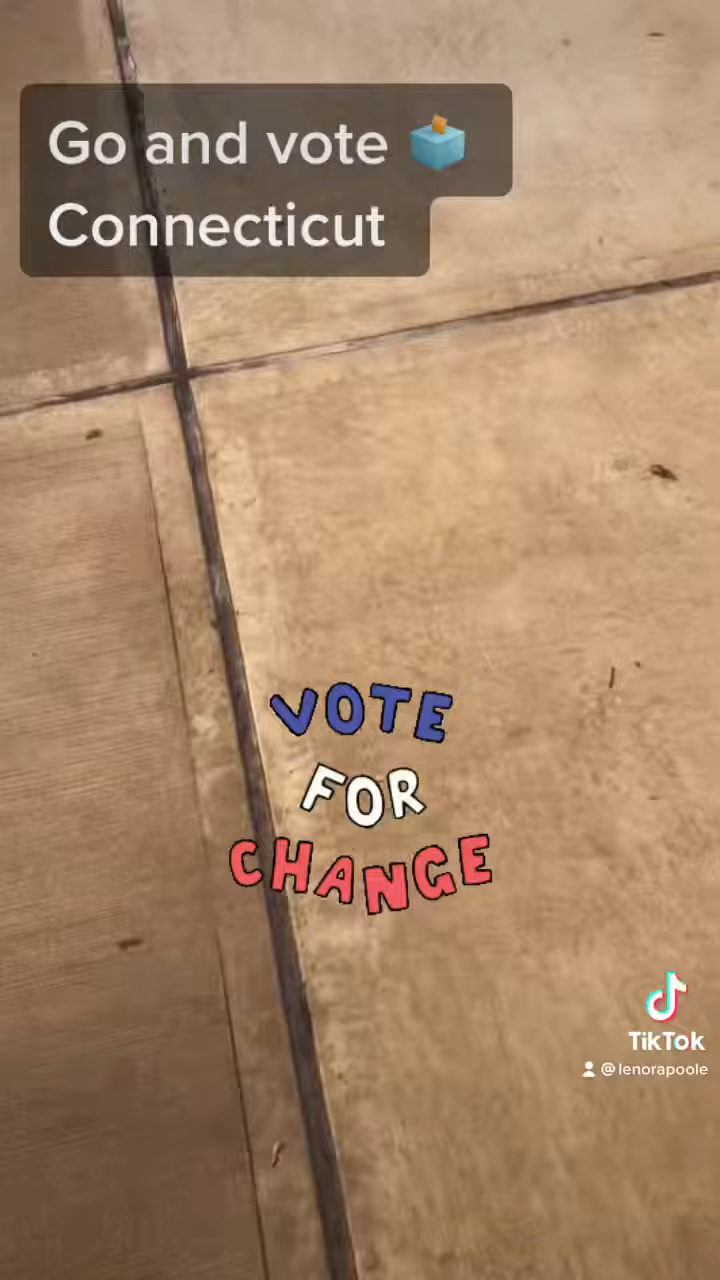 Go and vote 🗳️
Connecticut
VOTE
FOR
CHANGE
TikTok
@lenorapoole